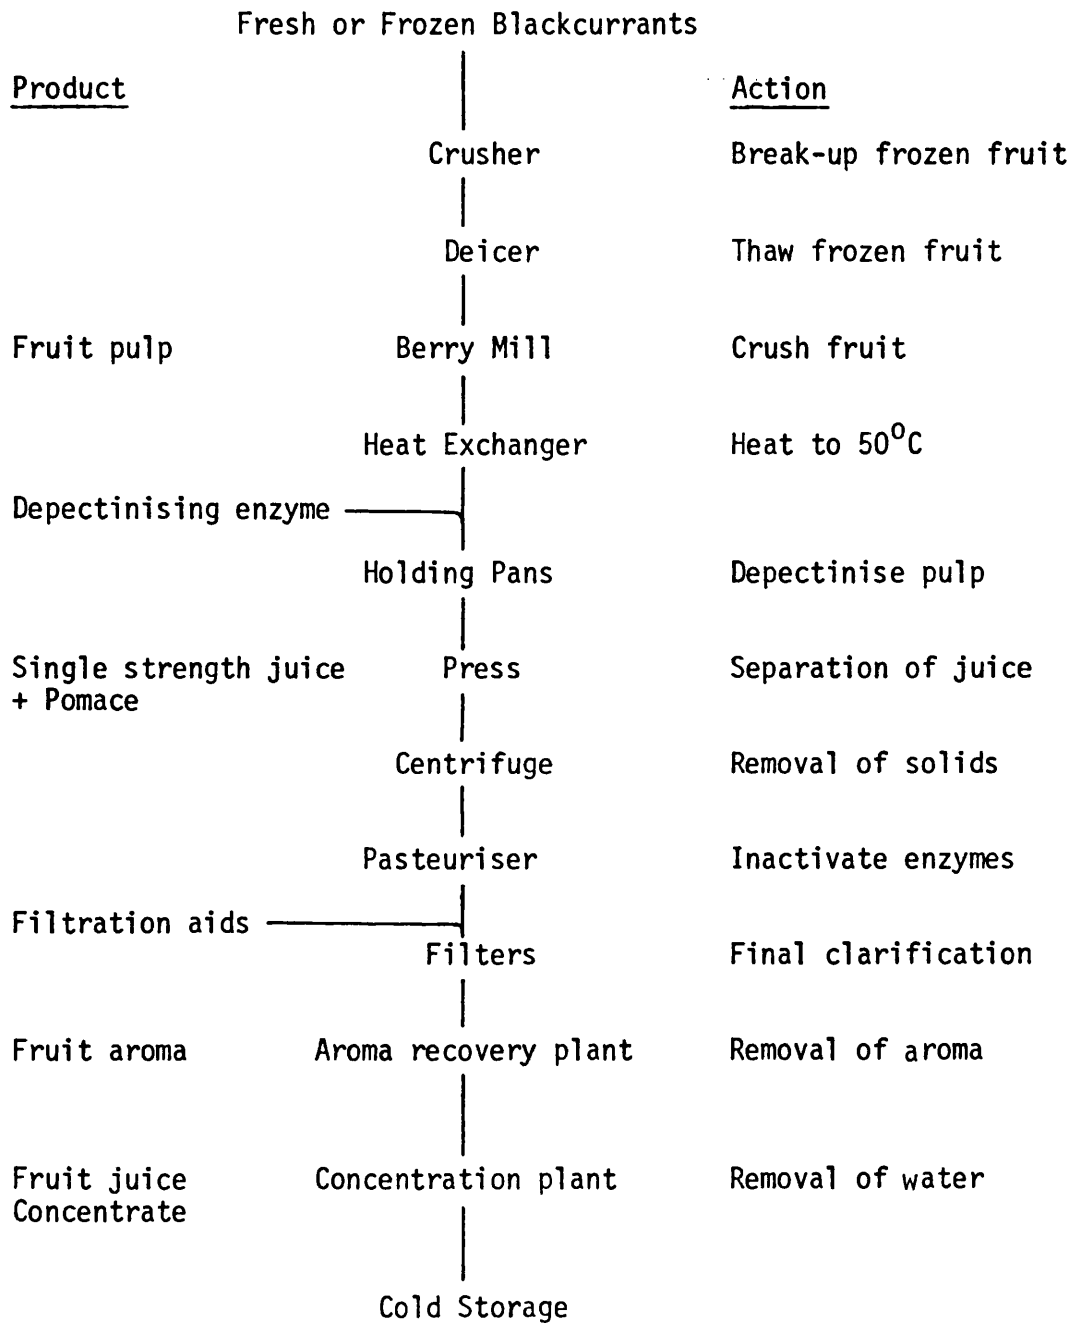 Fresh or Frozen Blackcurrants
Product Action
Crusher Break-up frozen fruit
Deicer Thaw frozen fruit
Fruit pulp Berry Mill Crush fruit
Heat Exchanger Heat to 50⁰C
Depectinising enzyme
Holding Pans Depectinise pulp
Single strength juice Press Separation of juice
+ Pomace
Centrifuge Removal of solids
Pasteuriser Inactivate enzymes
Filtration aids
Filters Final clarification
Fruit aroma Aroma recovery plant Removal of aroma
Fruit juice Concentration plant Removal of water
Concentrate
Cold Storage